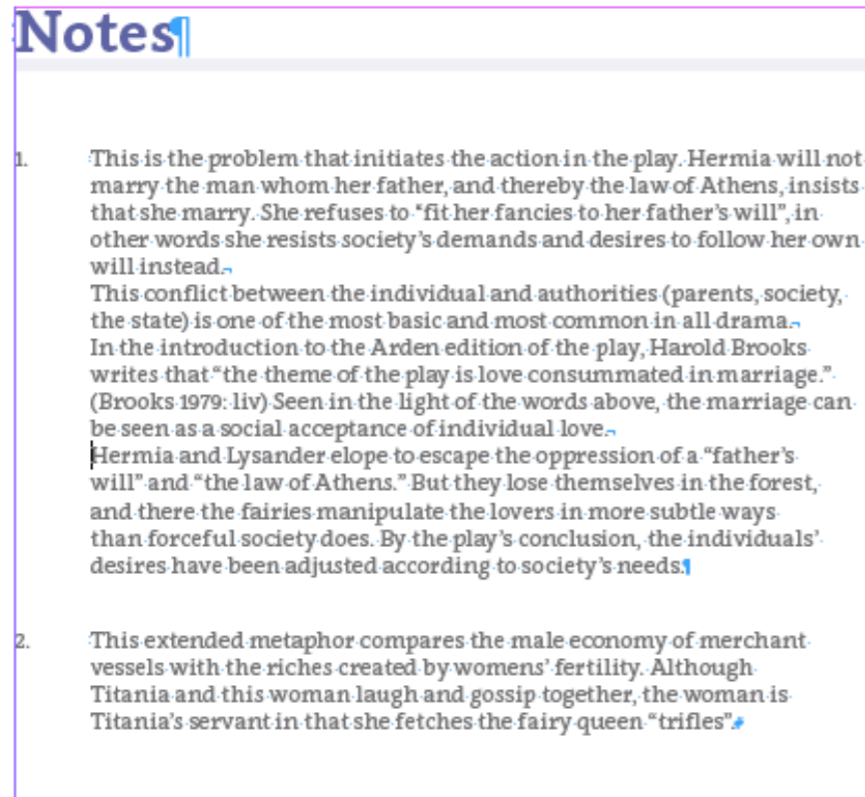 Notes
1. This is the problem that initiates the action in the play. Hermia will not
marry the man whom her father, and thereby the law of Athens, insists
that she marry. She refuses to “fit her fancies to her father’s will”, in
other words she resists society’s demands and desires to follow her own
will instead.
This conflict between the individual and authorities (parents, society,
the state) is one of the most basic and most common in all drama.
In the introduction to the Arden edition of the play, Harold Brooks
writes that “the theme of the play is love consummated in marriage.”
(Brooks 1979: liv) Seen in the light of the words above, the marriage can
be seen as a social acceptance of individual love.
Hermia and Lysander elope to escape the oppression of a “father’s
will” and “the law of Athens.” But they lose themselves in the forest,
and there the fairies manipulate the lovers in more subtle ways
than forceful society does. By the play’s conclusion, the individuals’
desires have been adjusted according to society’s needs.
2. This extended metaphor compares the male economy of merchant
vessels with the riches created by womens’ fertility. Although
Titania and this woman laugh and gossip together, the woman is
Titania’s servant in that she fetches the fairy queen “trifles”.